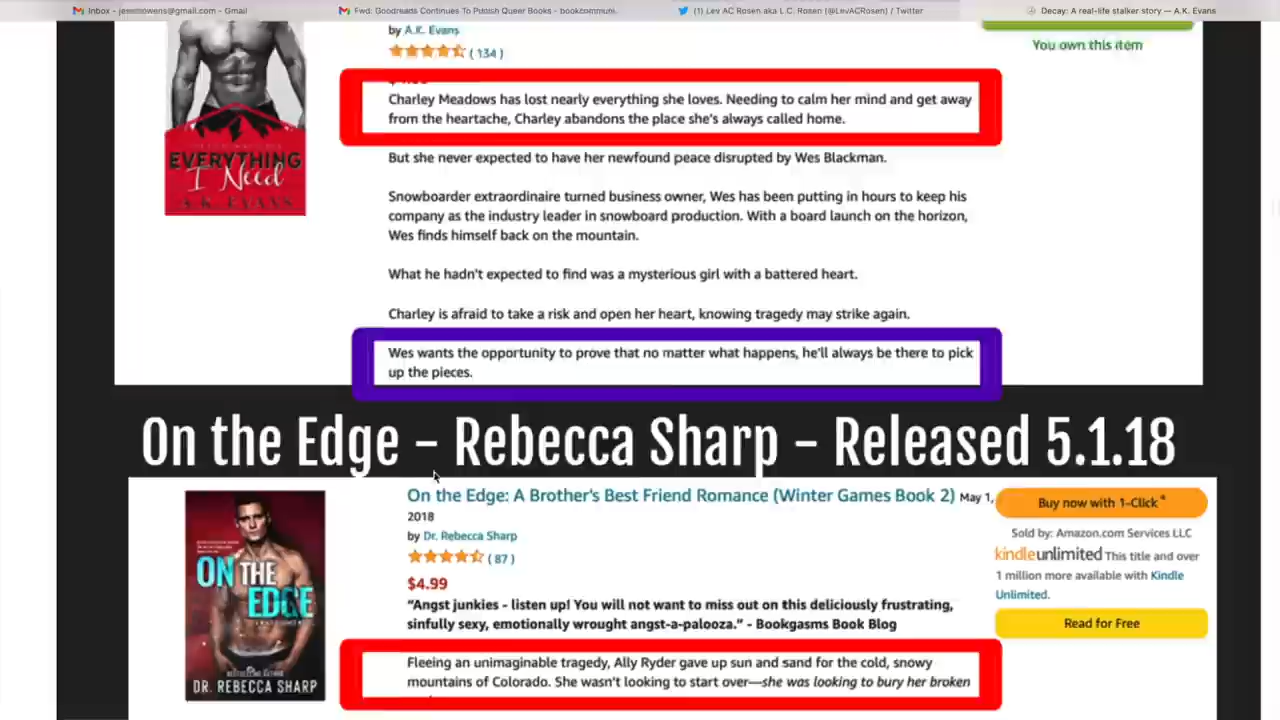 Inbox - jesemowens@gmail.com - Gmail
Fwd: Goodreads Continues To Publish Queer Books - bookcommuni...
(1) Lev AC Rosen aka L.C. Rosen (@LevACRosen) / Twitter
Decay: A real-life stalker story — A.K. Evans
by A.K. Evans
(134)
You own this item
Charley Meadows has lost nearly everything she loves. Needing to calm her mind and get away
from the heartache, Charley abandons the place she's always called home.
EVERYTHING
I Need
A.K. EVANS
But she never expected to have her newfound peace disrupted by Wes Blackman.
Snowboarder extraordinaire turned business owner, Wes has been putting in hours to keep his
company as the industry leader in snowboard production. With a board launch on the horizon,
Wes finds himself back on the mountain.
What he hadn't expected to find was a mysterious girl with a battered heart.
Charley is afraid to take a risk and open her heart, knowing tragedy may strike again.
Wes wants the opportunity to prove that no matter what happens, he'll always be there to pick
up the pieces.
On the Edge - Rebecca Sharp - Released 5.1.18
On the Edge: A Brother's Best Friend Romance (Winter Games Book 2) May 1,
2018
by Dr. Rebecca Sharp
(87)
$4.99
"Angst junkies - listen up! You will not want to miss out on this deliciously frustrating,
sinfully sexy, emotionally wrought angst-a-palooza." - Bookgasms Book Blog
Fleeing an unimaginable tragedy, Ally Ryder gave up sun and sand for the cold, snowy
mountains of Colorado. She wasn't looking to start over—she was looking to bury her broken
ON THE
EDGE
DR. REBECCA SHARP
Buy now with 1-Click®
Sold by: Amazon.com Services LLC
kindleunlimited This title and over
1 million more available with Kindle
Unlimited.
Read for Free